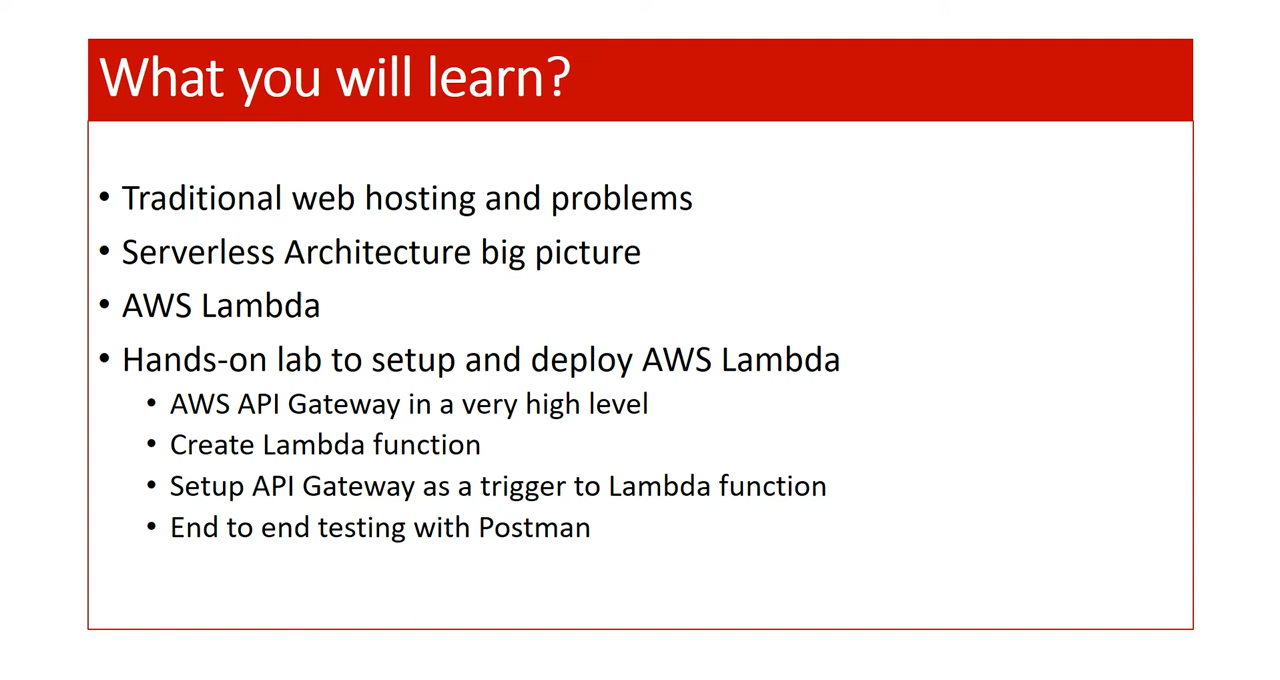 What you will learn?
• Traditional web hosting and problems
• Serverless Architecture big picture
• AWS Lambda
• Hands-on lab to setup and deploy AWS Lambda
• AWS API Gateway in a very high level
• Create Lambda function
• Setup API Gateway as a trigger to Lambda function
• End to end testing with Postman